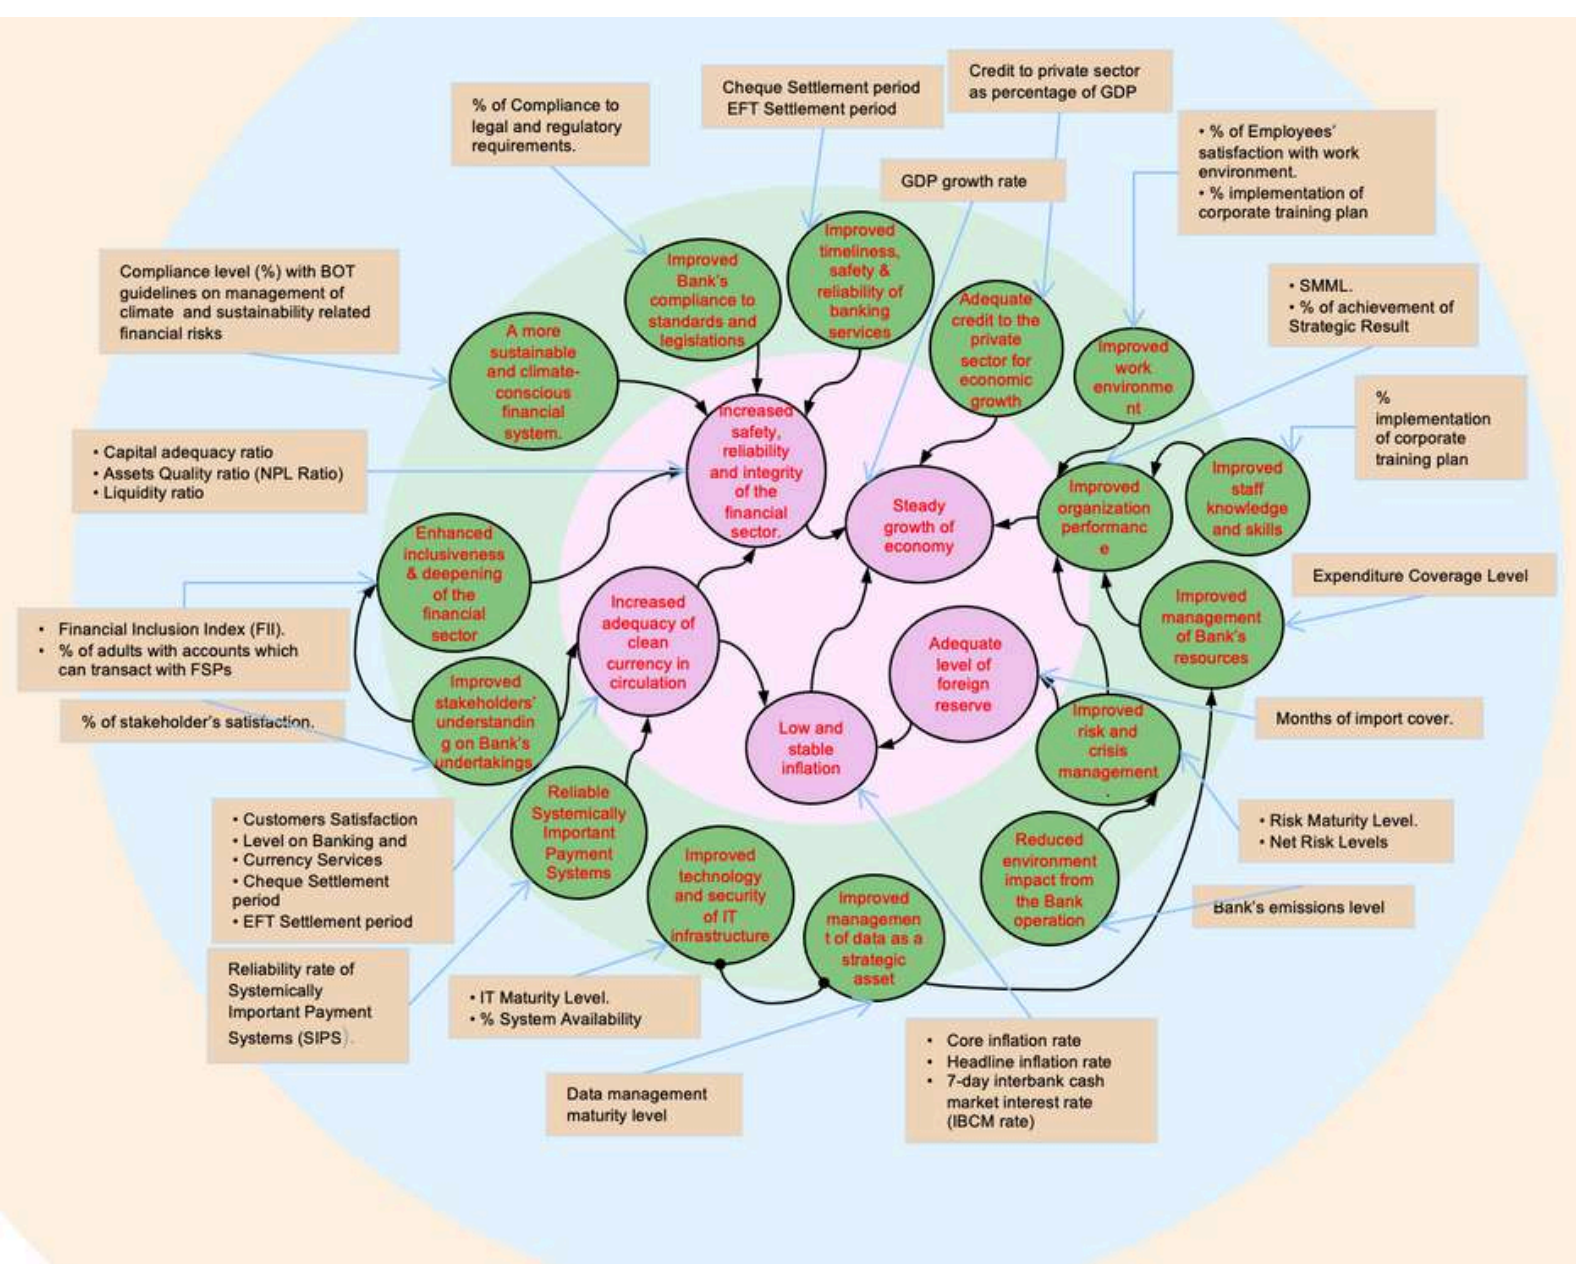 Credit to private sector
as percentage of GDP
Cheque Settlement period
EFT Settlement period
% of Compliance to
legal and regulatory
requirements.
• % of Employees'
satisfaction with work
environment.
• % implementation of
corporate training plan
GDP growth rate
Compliance level (%) with BOT
guidelines on management of
climate and sustainability related
financial risks
Improved
Bank's
compliance to
standards and
legislations
Improved
timeliness,
safety &
reliability of
banking
services
Adequate
credit to the
private
sector for
economic
growth
• SMML.
• % of achievement of
Strategic Result
A more
sustainable
and climate-
conscious
financial
system.
Improved
work
environme
nt
%
implementation
of corporate
training plan
• Capital adequacy ratio
• Assets Quality ratio (NPL Ratio)
• Liquidity ratio
Increased
safety,
reliability
and integrity
of the
financial
sector.
Steady
growth of
economy
Improved
organization
performanc
e
Improved
staff
knowledge
and skills
Enhanced
inclusiveness
& deepening
of the
financial
sector
Increased
adequacy of
clean
currency in
circulation
Adequate
level of
foreign
reserve
Improved
management
of Bank's
resources
Expenditure Coverage Level
• Financial Inclusion Index (FII).
• % of adults with accounts which
can transact with FSPs
% of stakeholder's satisfaction.
Improved
stakeholders'
understandin
g on Bank's
undertakings
Low and
stable
inflation
Improved
risk and
crisis
management
.
Months of import cover.
• Customers Satisfaction
• Level on Banking and
• Currency Services
• Cheque Settlement
period
• EFT Settlement period
Reliable
Systemically
Important
Payment
Systems
Improved
technology
and security
of IT
infrastructure
Improved
managemen
t of data as a
strategic
asset
Reduced
environment
impact from
the Bank
operation
• Risk Maturity Level.
• Net Risk Levels
Bank's emissions level
Reliability rate of
Systemically
Important Payment
Systems (SIPS).
• IT Maturity Level.
• % System Availability
Data management
maturity level
• Core inflation rate
• Headline inflation rate
• 7-day interbank cash
market interest rate
(IBCM rate)